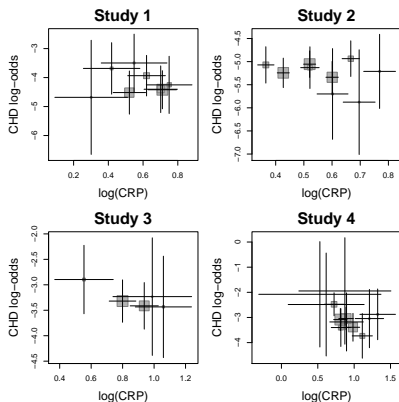 Study 1
CHD log-odds
-3
-4
-5
-6
0.0 0.2 0.4 0.6 0.8 1.0
log(CRP)
Study 2
CHD log-odds
-4.5
-5.0
-5.5
-6.0
-6.5
-7.0
0.4 0.5 0.6 0.7 0.8
log(CRP)
Study 3
CHD log-odds
-2.0
-2.5
-3.0
-3.5
-4.0
-4.5
0.4 0.6 0.8 1.0 1.2
log(CRP)
Study 4
CHD log-odds
0
-1
-2
-3
-4
0.0 0.5 1.0 1.5
log(CRP)